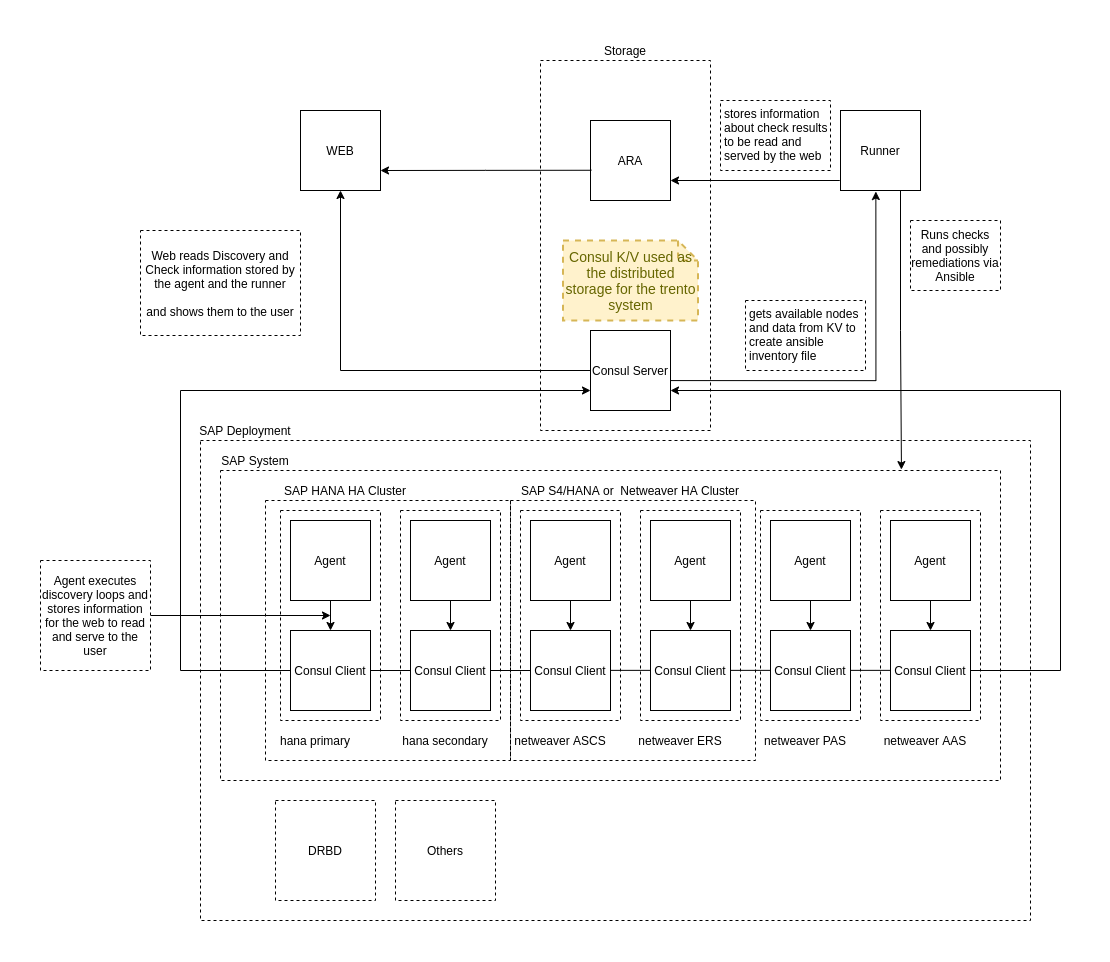 Storage
WEB
ARA
stores information
about check results
to be read and
served by the web
Runner
Web reads Discovery and
Check information stored by
the agent and the runner
and shows them to the user
Consul K/V used as
the distributed
storage for the trento
system
Runs checks
and possibly
remediations via
Ansible
gets available nodes
and data from KV to
create ansible
inventory file
Consul Server
SAP Deployment
SAP System
SAP HANA HA Cluster
SAP S4/HANA or  Netweaver HA Cluster
Agent
Agent
Agent
Agent
Agent
Agent
Agent executes
discovery loops and
stores information
for the web to read
and serve to the
user
Consul Client
Consul Client
Consul Client
Consul Client
Consul Client
Consul Client
hana primary
hana secondary
netweaver ASCS
netweaver ERS
netweaver PAS
netweaver AAS
DRBD
Others